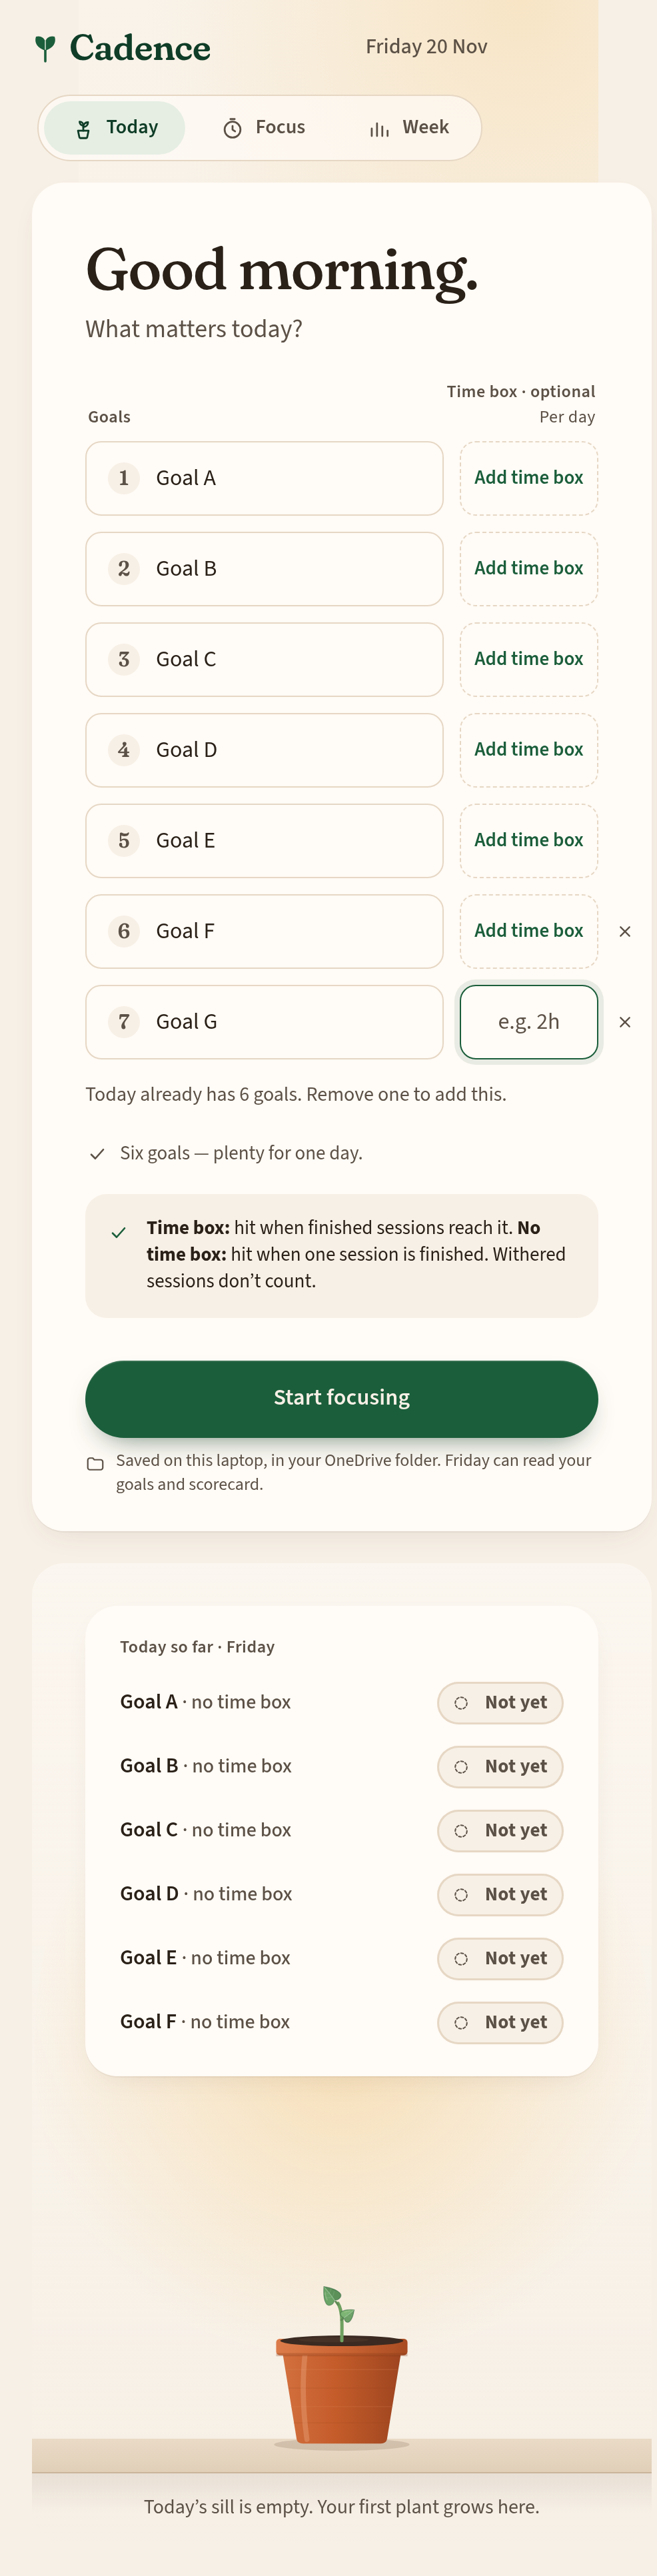 Cadence
Friday 20 Nov
Today
Focus
Week
Good morning.
What matters today?
Time box · optional
Goals
Per day
1 Goal A Add time box
2 Goal B Add time box
3 Goal C Add time box
4 Goal D Add time box
5 Goal E Add time box
6 Goal F Add time box ×
7 Goal G e.g. 2h ×
Today already has 6 goals. Remove one to add this.
Six goals — plenty for one day.
Time box: hit when finished sessions reach it. No
time box: hit when one session is finished. Withered
sessions don’t count.
Start focusing
Saved on this laptop, in your OneDrive folder. Friday can read your
goals and scorecard.
Today so far · Friday
Goal A · no time box Not yet
Goal B · no time box Not yet
Goal C · no time box Not yet
Goal D · no time box Not yet
Goal E · no time box Not yet
Goal F · no time box Not yet
Today’s sill is empty. Your first plant grows here.